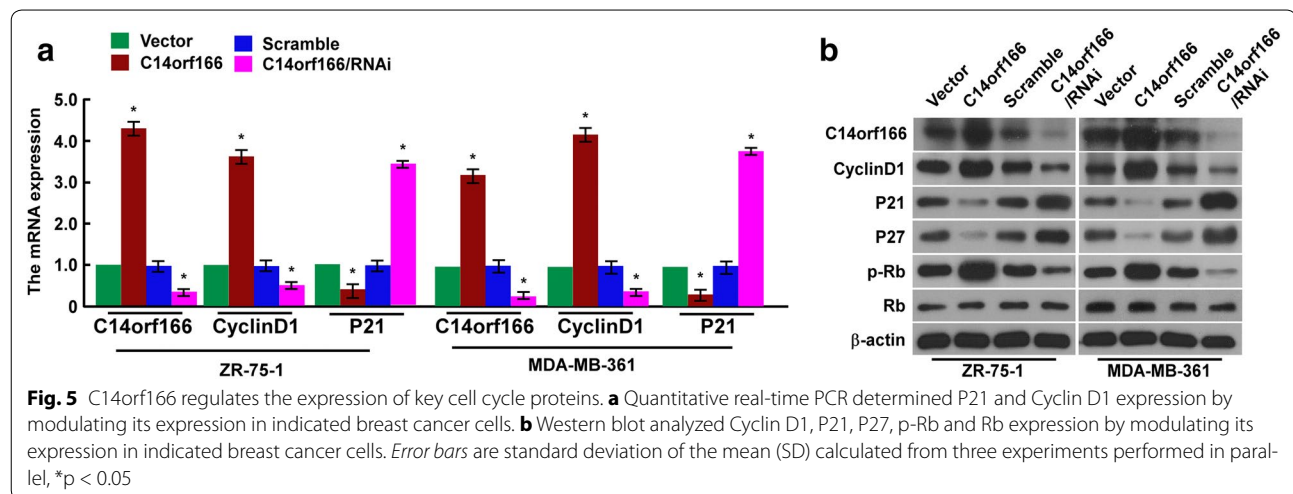 a
Vector
Scramble
C14orf166
C14orf166/RNAi
The mRNA expression
5.0
4.0
3.0
2.0
1.0
0
* * * * * * * * * * * *
C14orf166 CyclinD1 P21 C14orf166 CyclinD1 P21
ZR-75-1 MDA-MB-361
b
Vector C14orf166 Scramble C14orf166 /RNAi Vector C14orf166 Scramble C14orf166 /RNAi
C14orf166
CyclinD1
P21
P27
p-Rb
Rb
β-actin
ZR-75-1 MDA-MB-361
Fig. 5 C14orf166 regulates the expression of key cell cycle proteins. a Quantitative real-time PCR determined P21 and Cyclin D1 expression by
modulating its expression in indicated breast cancer cells. b Western blot analyzed Cyclin D1, P21, P27, p-Rb and Rb expression by modulating its
expression in indicated breast cancer cells. Error bars are standard deviation of the mean (SD) calculated from three experiments performed in paral-
lel, *p < 0.05